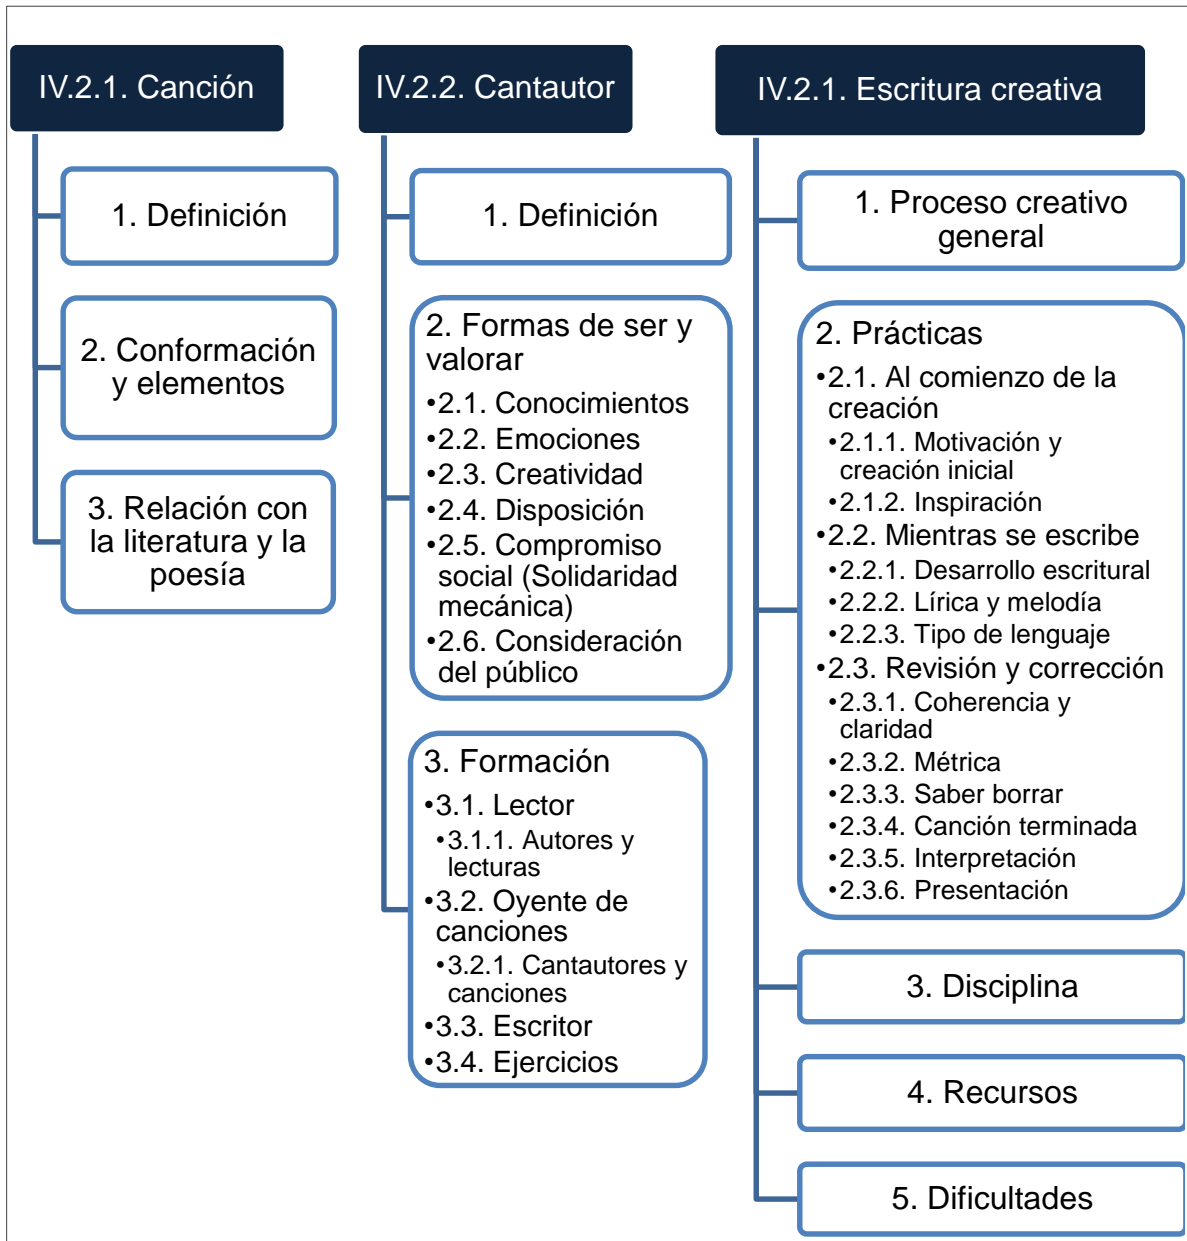 IV.2.1. Canción
1. Definición
2. Conformación
y elementos
3. Relación con
la literatura y la
poesía
IV.2.2. Cantautor
1. Definición
2. Formas de ser y
valorar
•2.1. Conocimientos
•2.2. Emociones
•2.3. Creatividad
•2.4. Disposición
•2.5. Compromiso
social (Solidaridad
mecánica)
•2.6. Consideración
del público
3. Formación
•3.1. Lector
•3.1.1. Autores y
lecturas
•3.2. Oyente de
canciones
•3.2.1. Cantautores y
canciones
•3.3. Escritor
•3.4. Ejercicios
IV.2.1. Escritura creativa
1. Proceso creativo
general
2. Prácticas
•2.1. Al comienzo de la
creación
•2.1.1. Motivación y
creación inicial
•2.1.2. Inspiración
•2.2. Mientras se escribe
•2.2.1. Desarrollo escritural
•2.2.2. Lírica y melodía
•2.2.3. Tipo de lenguaje
•2.3. Revisión y corrección
•2.3.1. Coherencia y
claridad
•2.3.2. Métrica
•2.3.3. Saber borrar
•2.3.4. Canción terminada
•2.3.5. Interpretación
•2.3.6. Presentación
3. Disciplina
4. Recursos
5. Dificultades